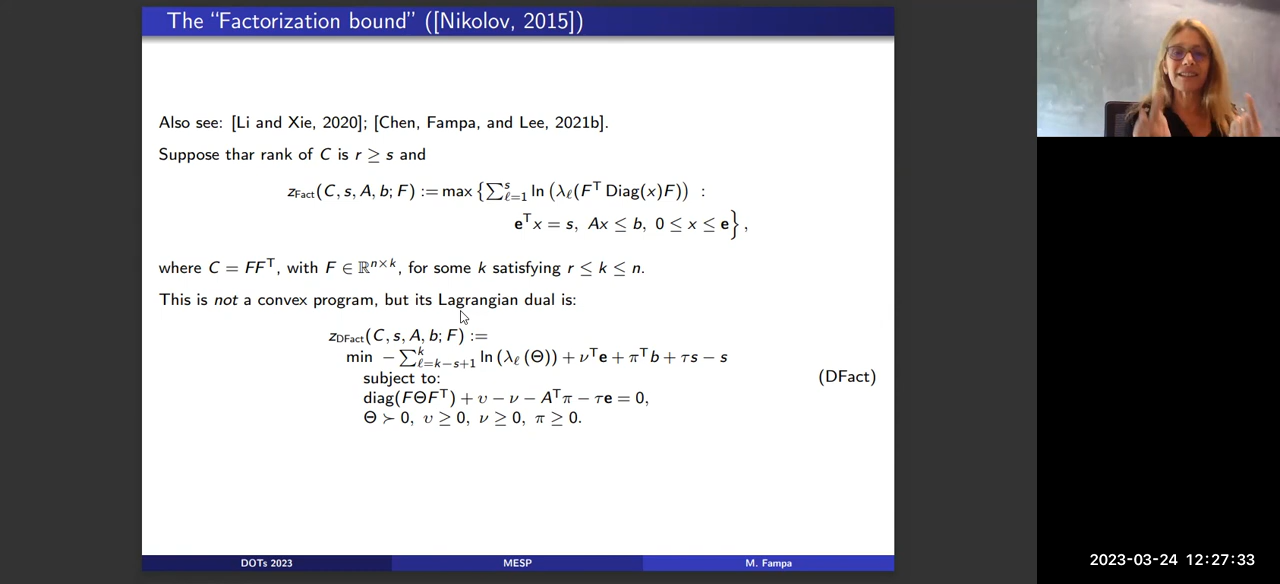 The “Factorization bound” ([Nikolov, 2015])
Also see: [Li and Xie, 2020]; [Chen, Fampa, and Lee, 2021b].
Suppose thar rank of C is r ≥ s and
z_Fact(C, s, A, b; F) := max {∑_{ℓ=1}^{s} ln (λ_ℓ(F^T Diag(x)F)) :
e^T x = s, Ax ≤ b, 0 ≤ x ≤ e},
where C = FF^T, with F ∈ ℝ^{n×k}, for some k satisfying r ≤ k ≤ n.
This is not a convex program, but its Lagrangian dual is:
z_DFact(C, s, A, b; F) :=
min −∑_{ℓ=k−s+1}^{k} ln (λ_ℓ (Θ)) + ν^T e + π^T b + τs − s
subject to:
(DFact)
diag(FΘF^T) + υ − ν − A^T π − τe = 0,
Θ ≻ 0, υ ≥ 0, ν ≥ 0, π ≥ 0.
DOTs 2023 MESP M. Fampa
2023-03-24 12:27:33